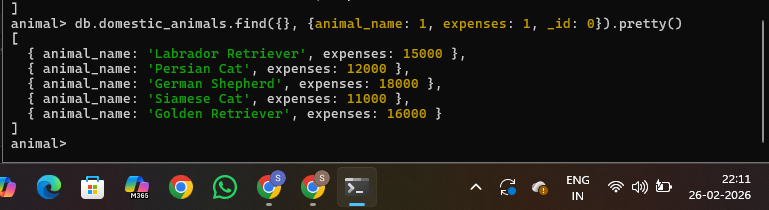 ]
animal> db.domestic_animals.find({}, {animal_name: 1, expenses: 1, _id: 0}).pretty()
[
  { animal_name: 'Labrador Retriever', expenses: 15000 },
  { animal_name: 'Persian Cat', expenses: 12000 },
  { animal_name: 'German Shepherd', expenses: 18000 },
  { animal_name: 'Siamese Cat', expenses: 11000 },
  { animal_name: 'Golden Retriever', expenses: 16000 }
]
animal>
M365
S
S
ENG
IN
22:11
26-02-2026